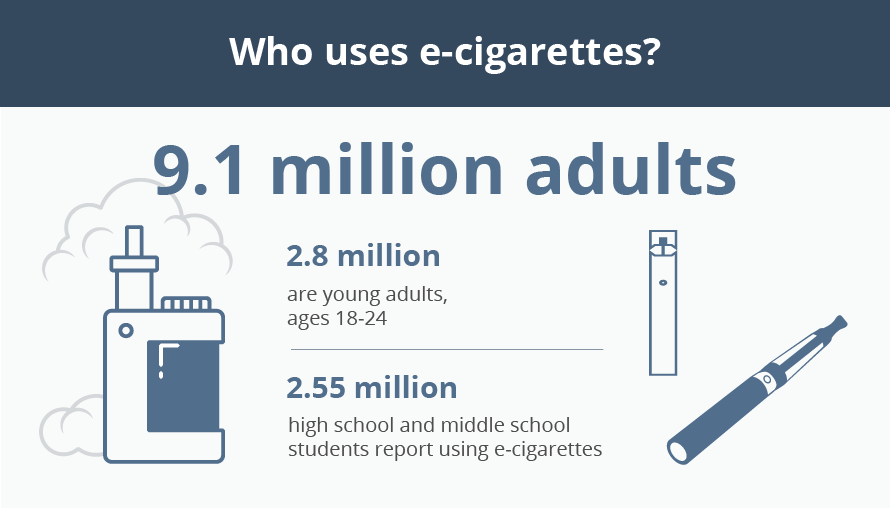 Who uses e-cigarettes?
9.1 million adults
2.8 million
are young adults,
ages 18-24
2.55 million
high school and middle school
students report using e-cigarettes